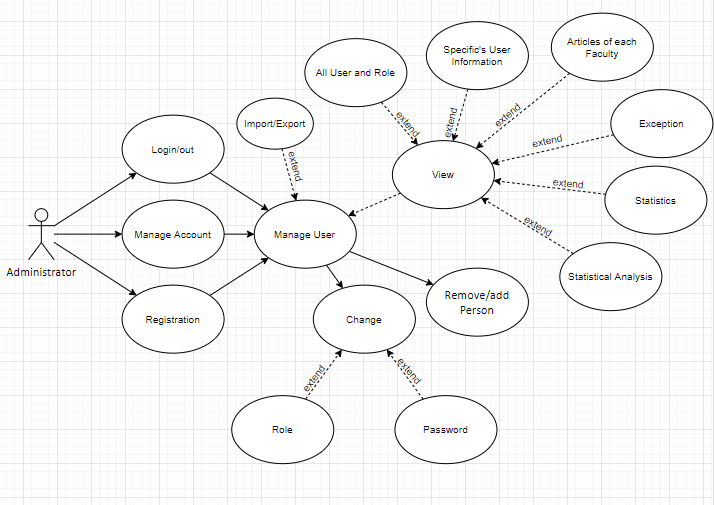 Articles of each
Faculty
Specific's User
Information
All User and Role
Import/Export
extend
extend
extend
Exception
extend
Login/out
extend
View
extend
Statistics
Administrator
Manage Account
Manage User
extend
Statistical Analysis
Remove/add
Person
Registration
Change
extend
extend
Role
Password